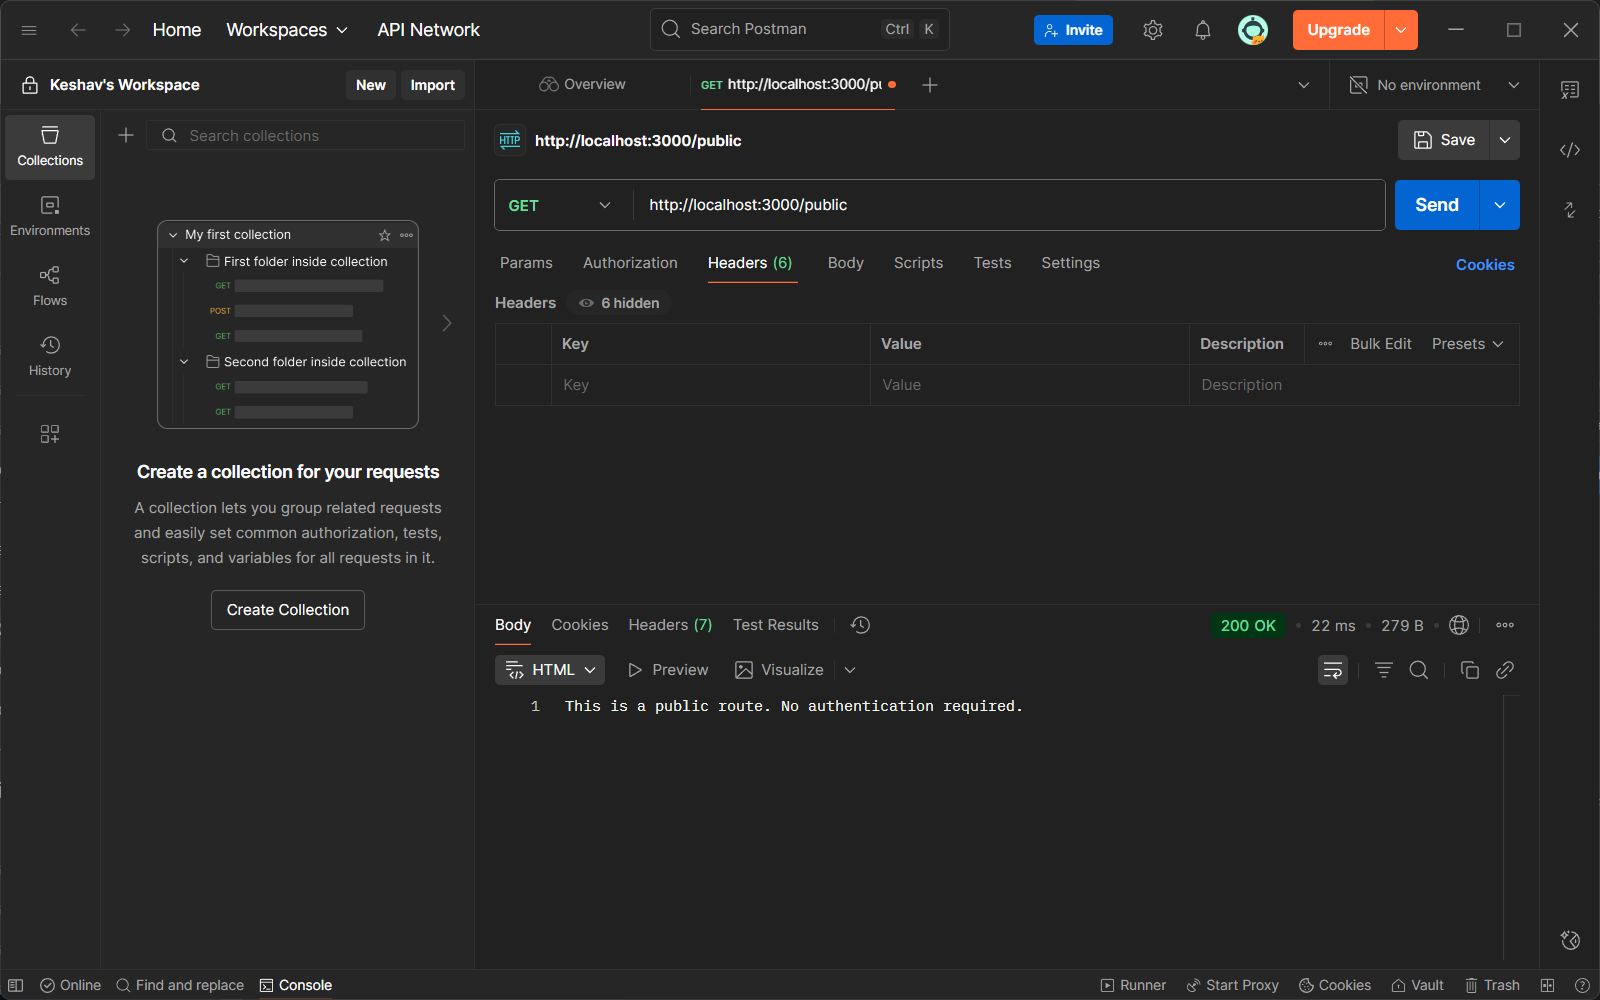 Home Workspaces API Network Search Postman Ctrl K Invite Upgrade
Keshav's Workspace New Import Overview GET http://localhost:3000/pu No environment
Collections
Environments
Flows
History
Search collections
My first collection
First folder inside collection
GET
POST
GET
Second folder inside collection
GET
GET
Create a collection for your requests
A collection lets you group related requests
and easily set common authorization, tests,
scripts, and variables for all requests in it.
Create Collection
HTTP http://localhost:3000/public Save
GET http://localhost:3000/public Send
Params Authorization Headers (6) Body Scripts Tests Settings Cookies
Headers 6 hidden
Key Value Description Bulk Edit Presets
Key Value Description
Body Cookies Headers (7) Test Results 200 OK • 22 ms • 279 B •
HTML Preview Visualize
1 This is a public route. No authentication required.
Online Find and replace Console Runner Start Proxy Cookies Vault Trash